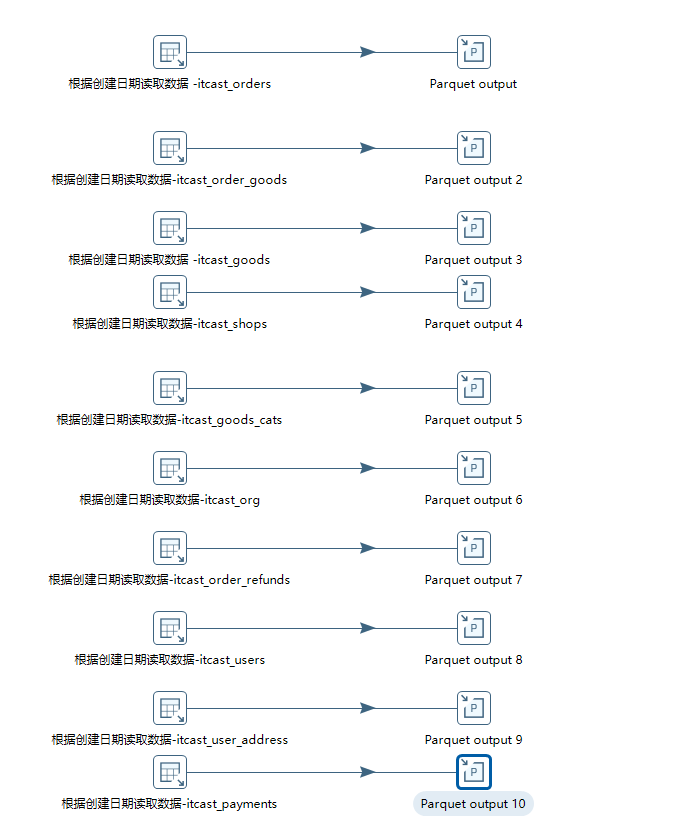 根据创建日期读取数据 -itcast_orders
Parquet output
根据创建日期读取数据-itcast_order_goods
Parquet output 2
根据创建日期读取数据 -itcast_goods
Parquet output 3
根据创建日期读取数据-itcast_shops
Parquet output 4
根据创建日期读取数据-itcast_goods_cats
Parquet output 5
根据创建日期读取数据-itcast_org
Parquet output 6
根据创建日期读取数据-itcast_order_refunds
Parquet output 7
根据创建日期读取数据-itcast_users
Parquet output 8
根据创建日期读取数据-itcast_user_address
Parquet output 9
根据创建日期读取数据-itcast_payments
Parquet output 10